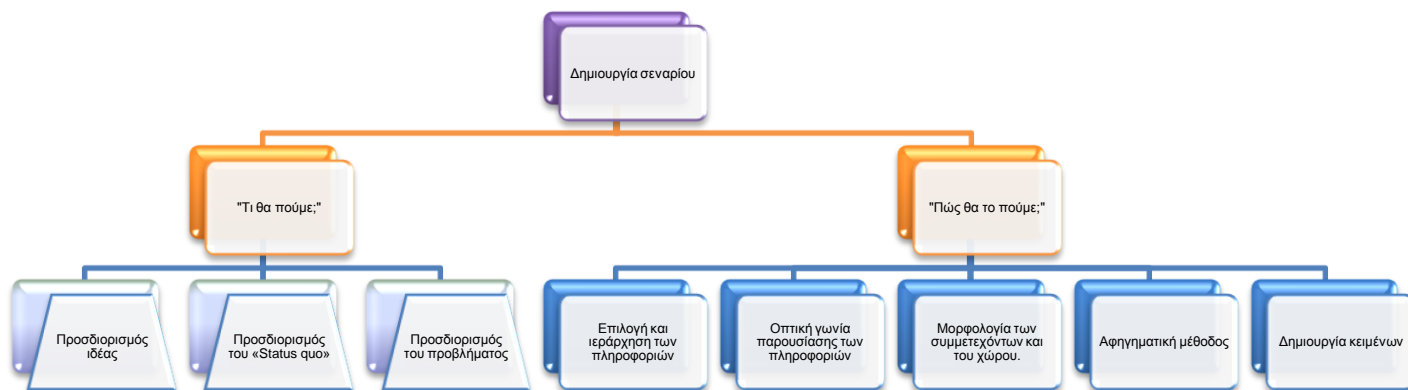 Δημιουργία σεναρίου
"Τι θα πούμε;"
"Πώς θα το πούμε;"
Προσδιορισμός
ιδέας
Προσδιορισμός
του «Status quo»
Προσδιορισμός
του προβλήματος
Επιλογή και
ιεράρχηση των
πληροφοριών
Οπτική γωνία
παρουσίασης των
πληροφοριών
Μορφολογία των
συμμετεχόντων και
του χώρου.
Αφηγηματική μέθοδος
Δημιουργία κειμένων